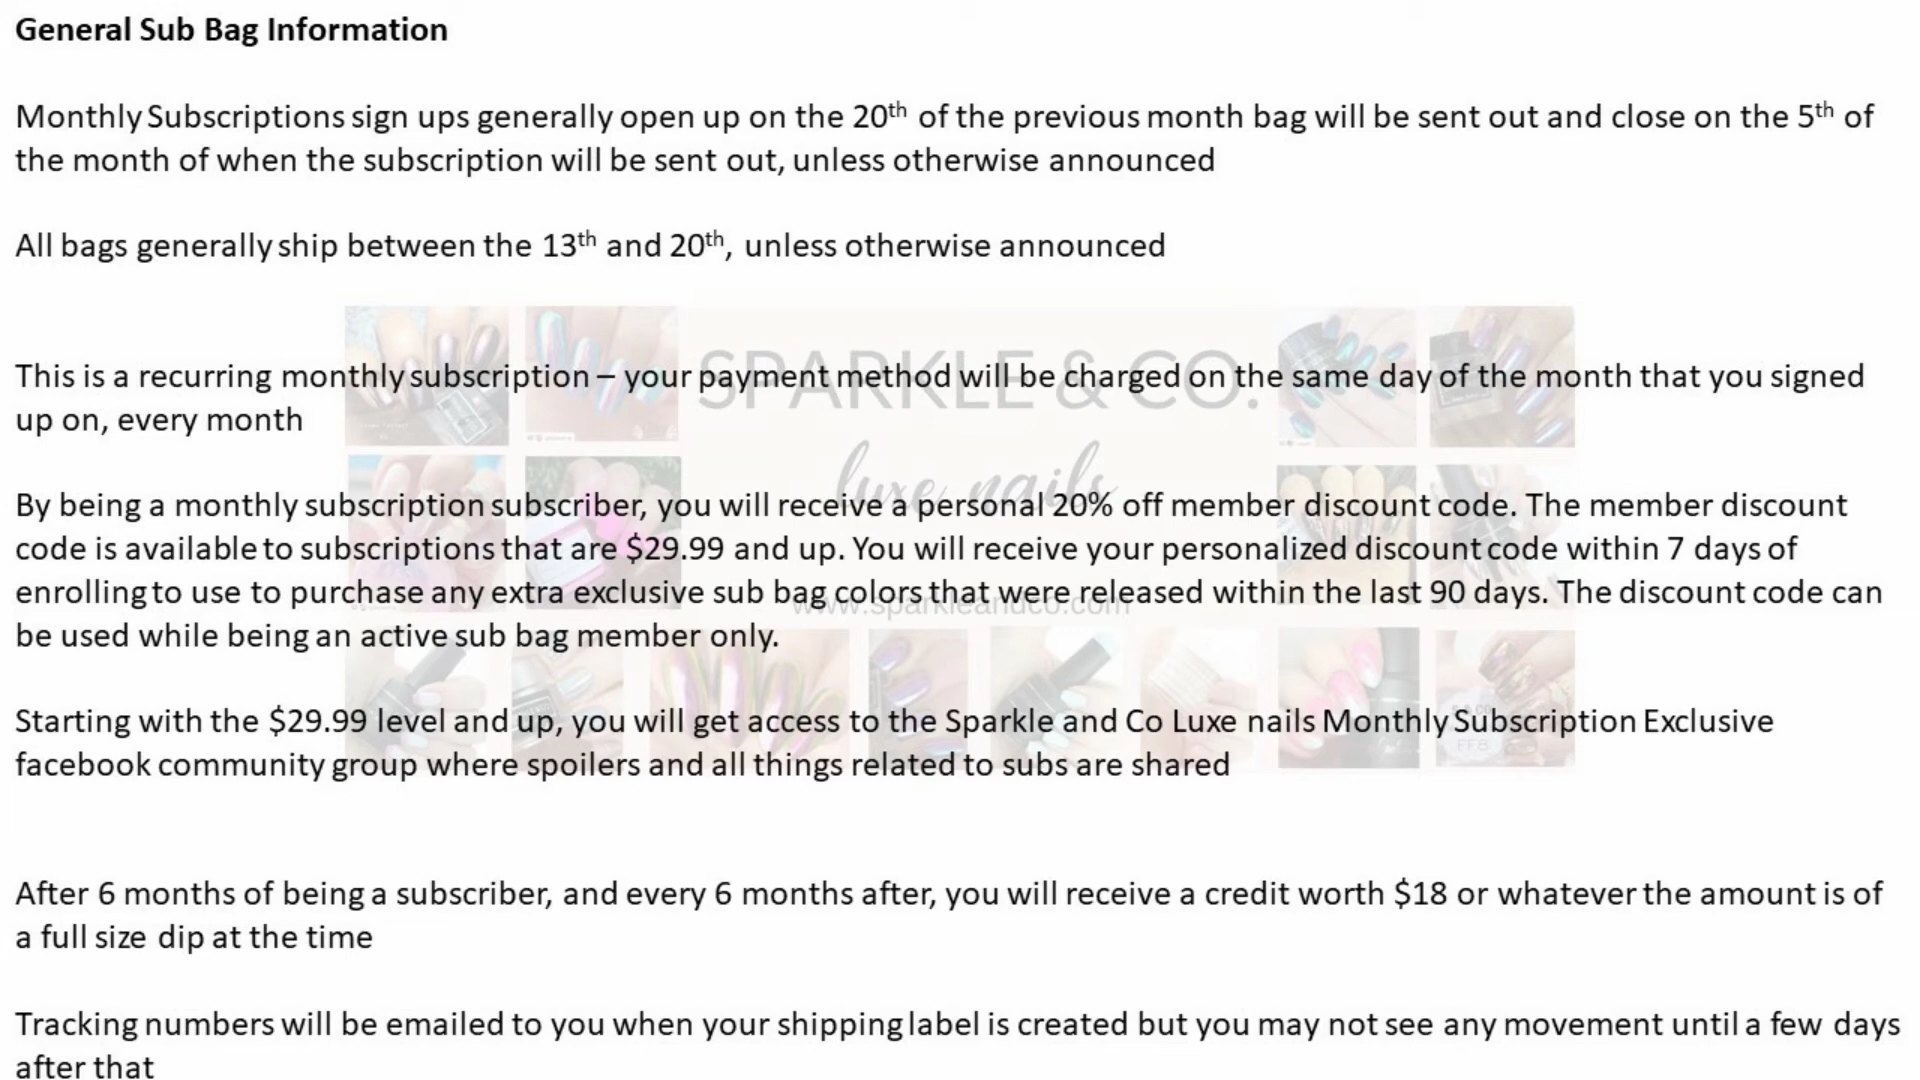 General Sub Bag Information
Monthly Subscriptions sign ups generally open up on the 20th of the previous month bag will be sent out and close on the 5th of
the month of when the subscription will be sent out, unless otherwise announced
All bags generally ship between the 13th and 20th, unless otherwise announced
SPARKLE & CO.
This is a recurring monthly subscription – your payment method will be charged on the same day of the month that you signed
up on, every month
luxe nails
By being a monthly subscription subscriber, you will receive a personal 20% off member discount code. The member discount
code is available to subscriptions that are $29.99 and up. You will receive your personalized discount code within 7 days of
enrolling to use to purchase any extra exclusive sub bag colors that were released within the last 90 days. The discount code can
www.sparkleandco.com
be used while being an active sub bag member only.
Starting with the $29.99 level and up, you will get access to the Sparkle and Co Luxe nails Monthly Subscription Exclusive
FF8
facebook community group where spoilers and all things related to subs are shared
After 6 months of being a subscriber, and every 6 months after, you will receive a credit worth $18 or whatever the amount is of
a full size dip at the time
Tracking numbers will be emailed to you when your shipping label is created but you may not see any movement until a few days
after that